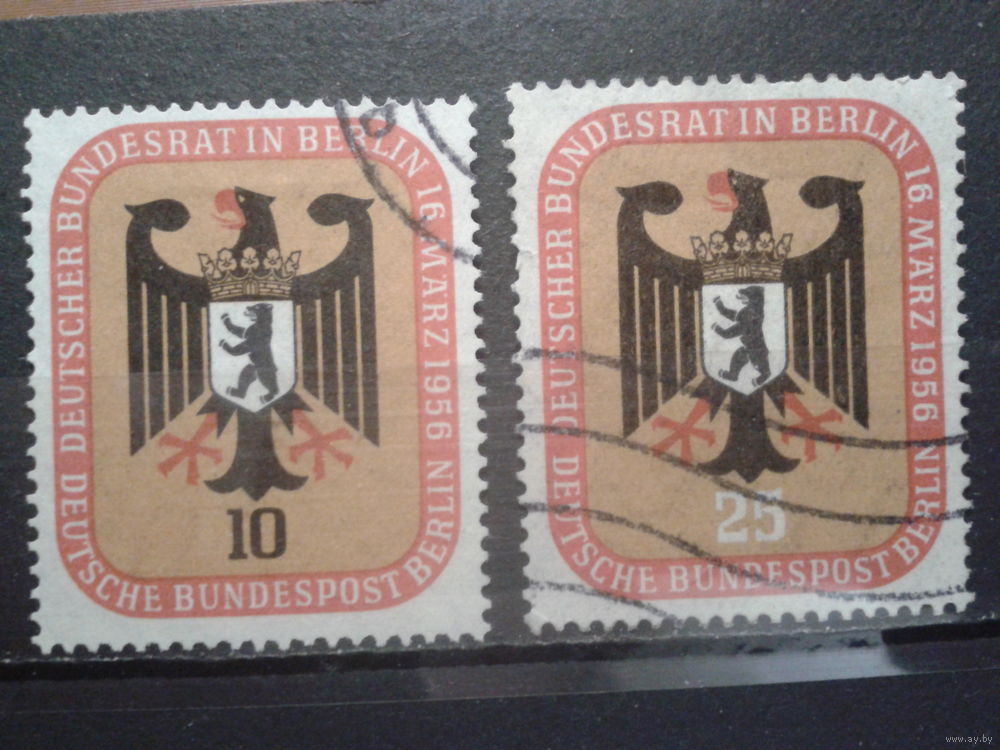 DEUTSCHER BUNDESRAT IN BERLIN 16. MÄRZ 1956
10
DEUTSCHE BUNDESPOST BERLIN
DEUTSCHER BUNDESRAT IN BERLIN 16. MÄRZ 1956
25
DEUTSCHE BUNDESPOST BERLIN
www.ay.by